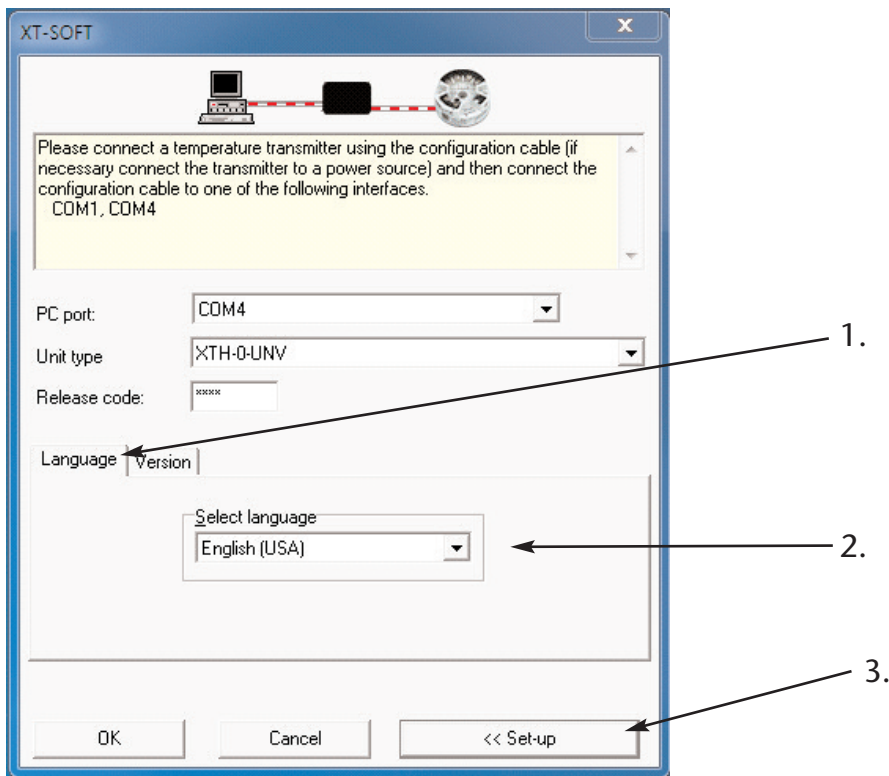 XT-SOFT
x
Please connect a temperature transmitter using the configuration cable (if
necessary connect the transmitter to a power source) and then connect the
configuration cable to one of the following interfaces.
COM1, COM4
PC port: COM4
1.
Unit type XTH-0-UNV
Release code: ****
Language Version
Select language
English (USA)
2.
3.
OK Cancel << Set-up